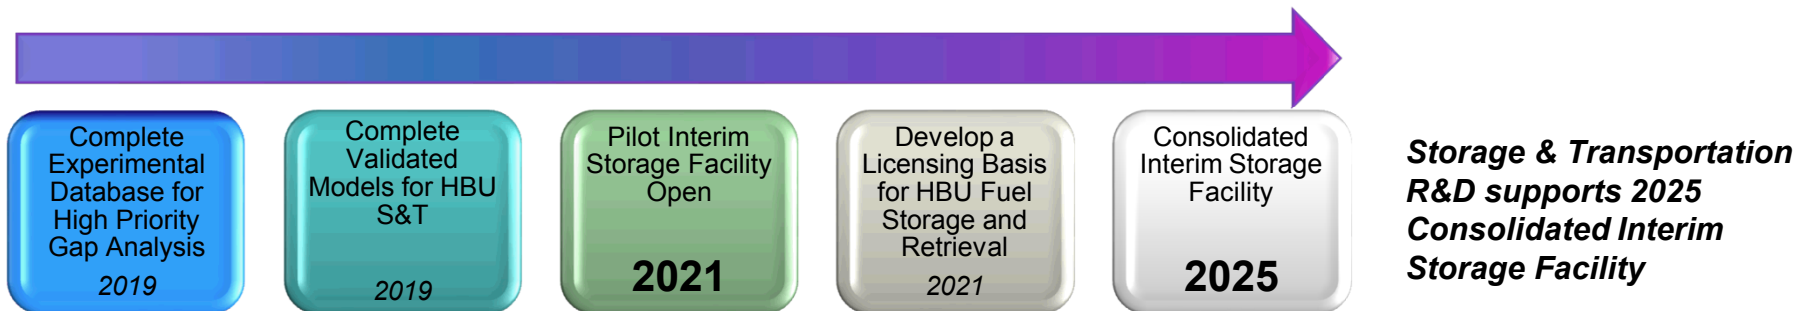 Complete
Experimental
Database for
High Priority
Gap Analysis
2019
Complete
Validated
Models for HBU
S&T
2019
Pilot Interim
Storage Facility
Open
2021
Develop a
Licensing Basis
for HBU Fuel
Storage and
Retrieval
2021
Consolidated
Interim Storage
Facility
2025
Storage & Transportation
R&D supports 2025
Consolidated Interim
Storage Facility